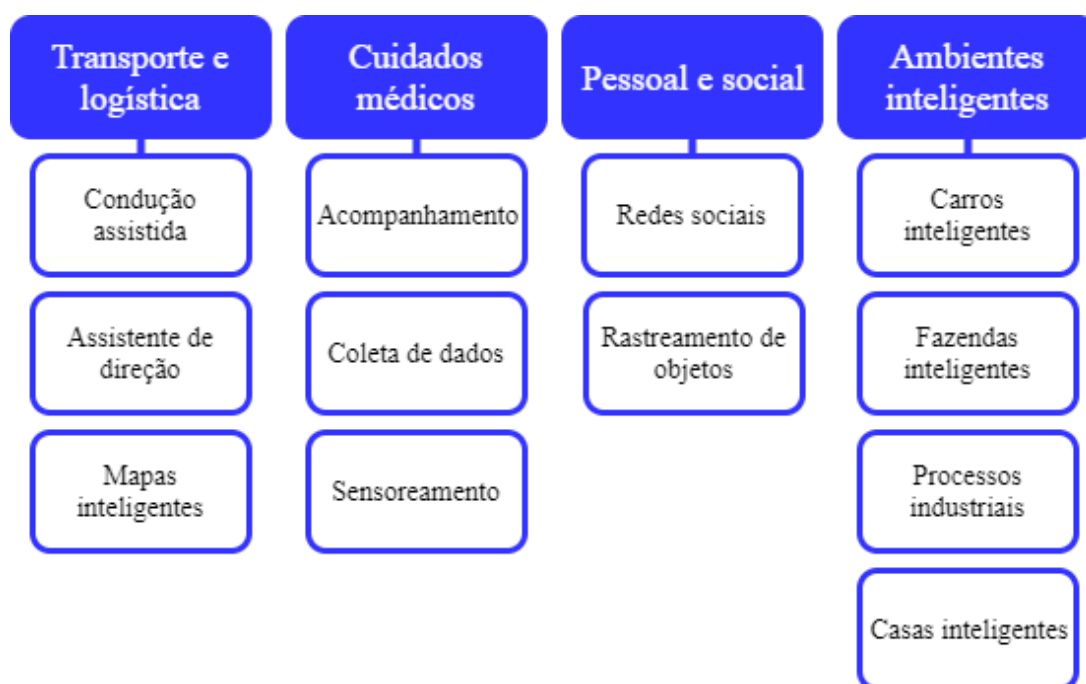 Transporte e
logística
Condução
assistida
Assistente de
direção
Mapas
inteligentes
Cuidados
médicos
Acompanhamento
Coleta de dados
Sensoreamento
Pessoal e social
Redes sociais
Rastreamento de
objetos
Ambientes
inteligentes
Carros
inteligentes
Fazendas
inteligentes
Processos
industriais
Casas inteligentes